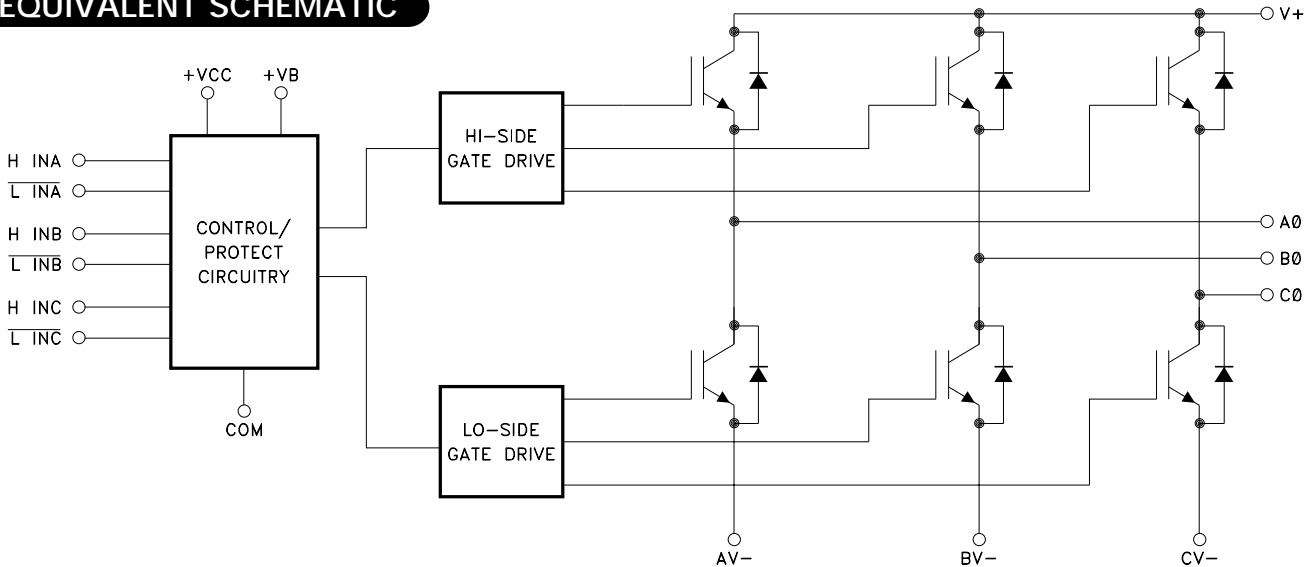 EQUIVALENT SCHEMATIC
V+
+VCC
+VB
HI-SIDE
GATE DRIVE
H INA
L INA
H INB
L INB
H INC
L INC
CONTROL/
PROTECT
CIRCUITRY
AØ
BØ
CØ
COM
LO-SIDE
GATE DRIVE
AV-
BV-
CV-